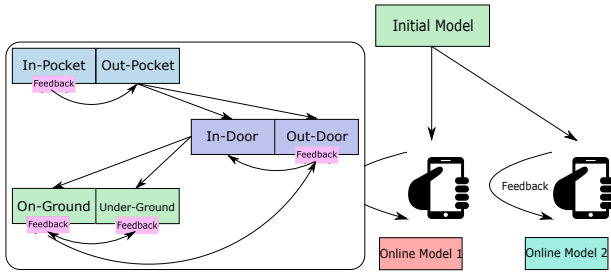 Initial Model
In-Pocket Out-Pocket
Feedback
In-Door Out-Door
Feedback
On-Ground Under-Ground
Feedback Feedback
Feedback
Online Model 1 Online Model 2